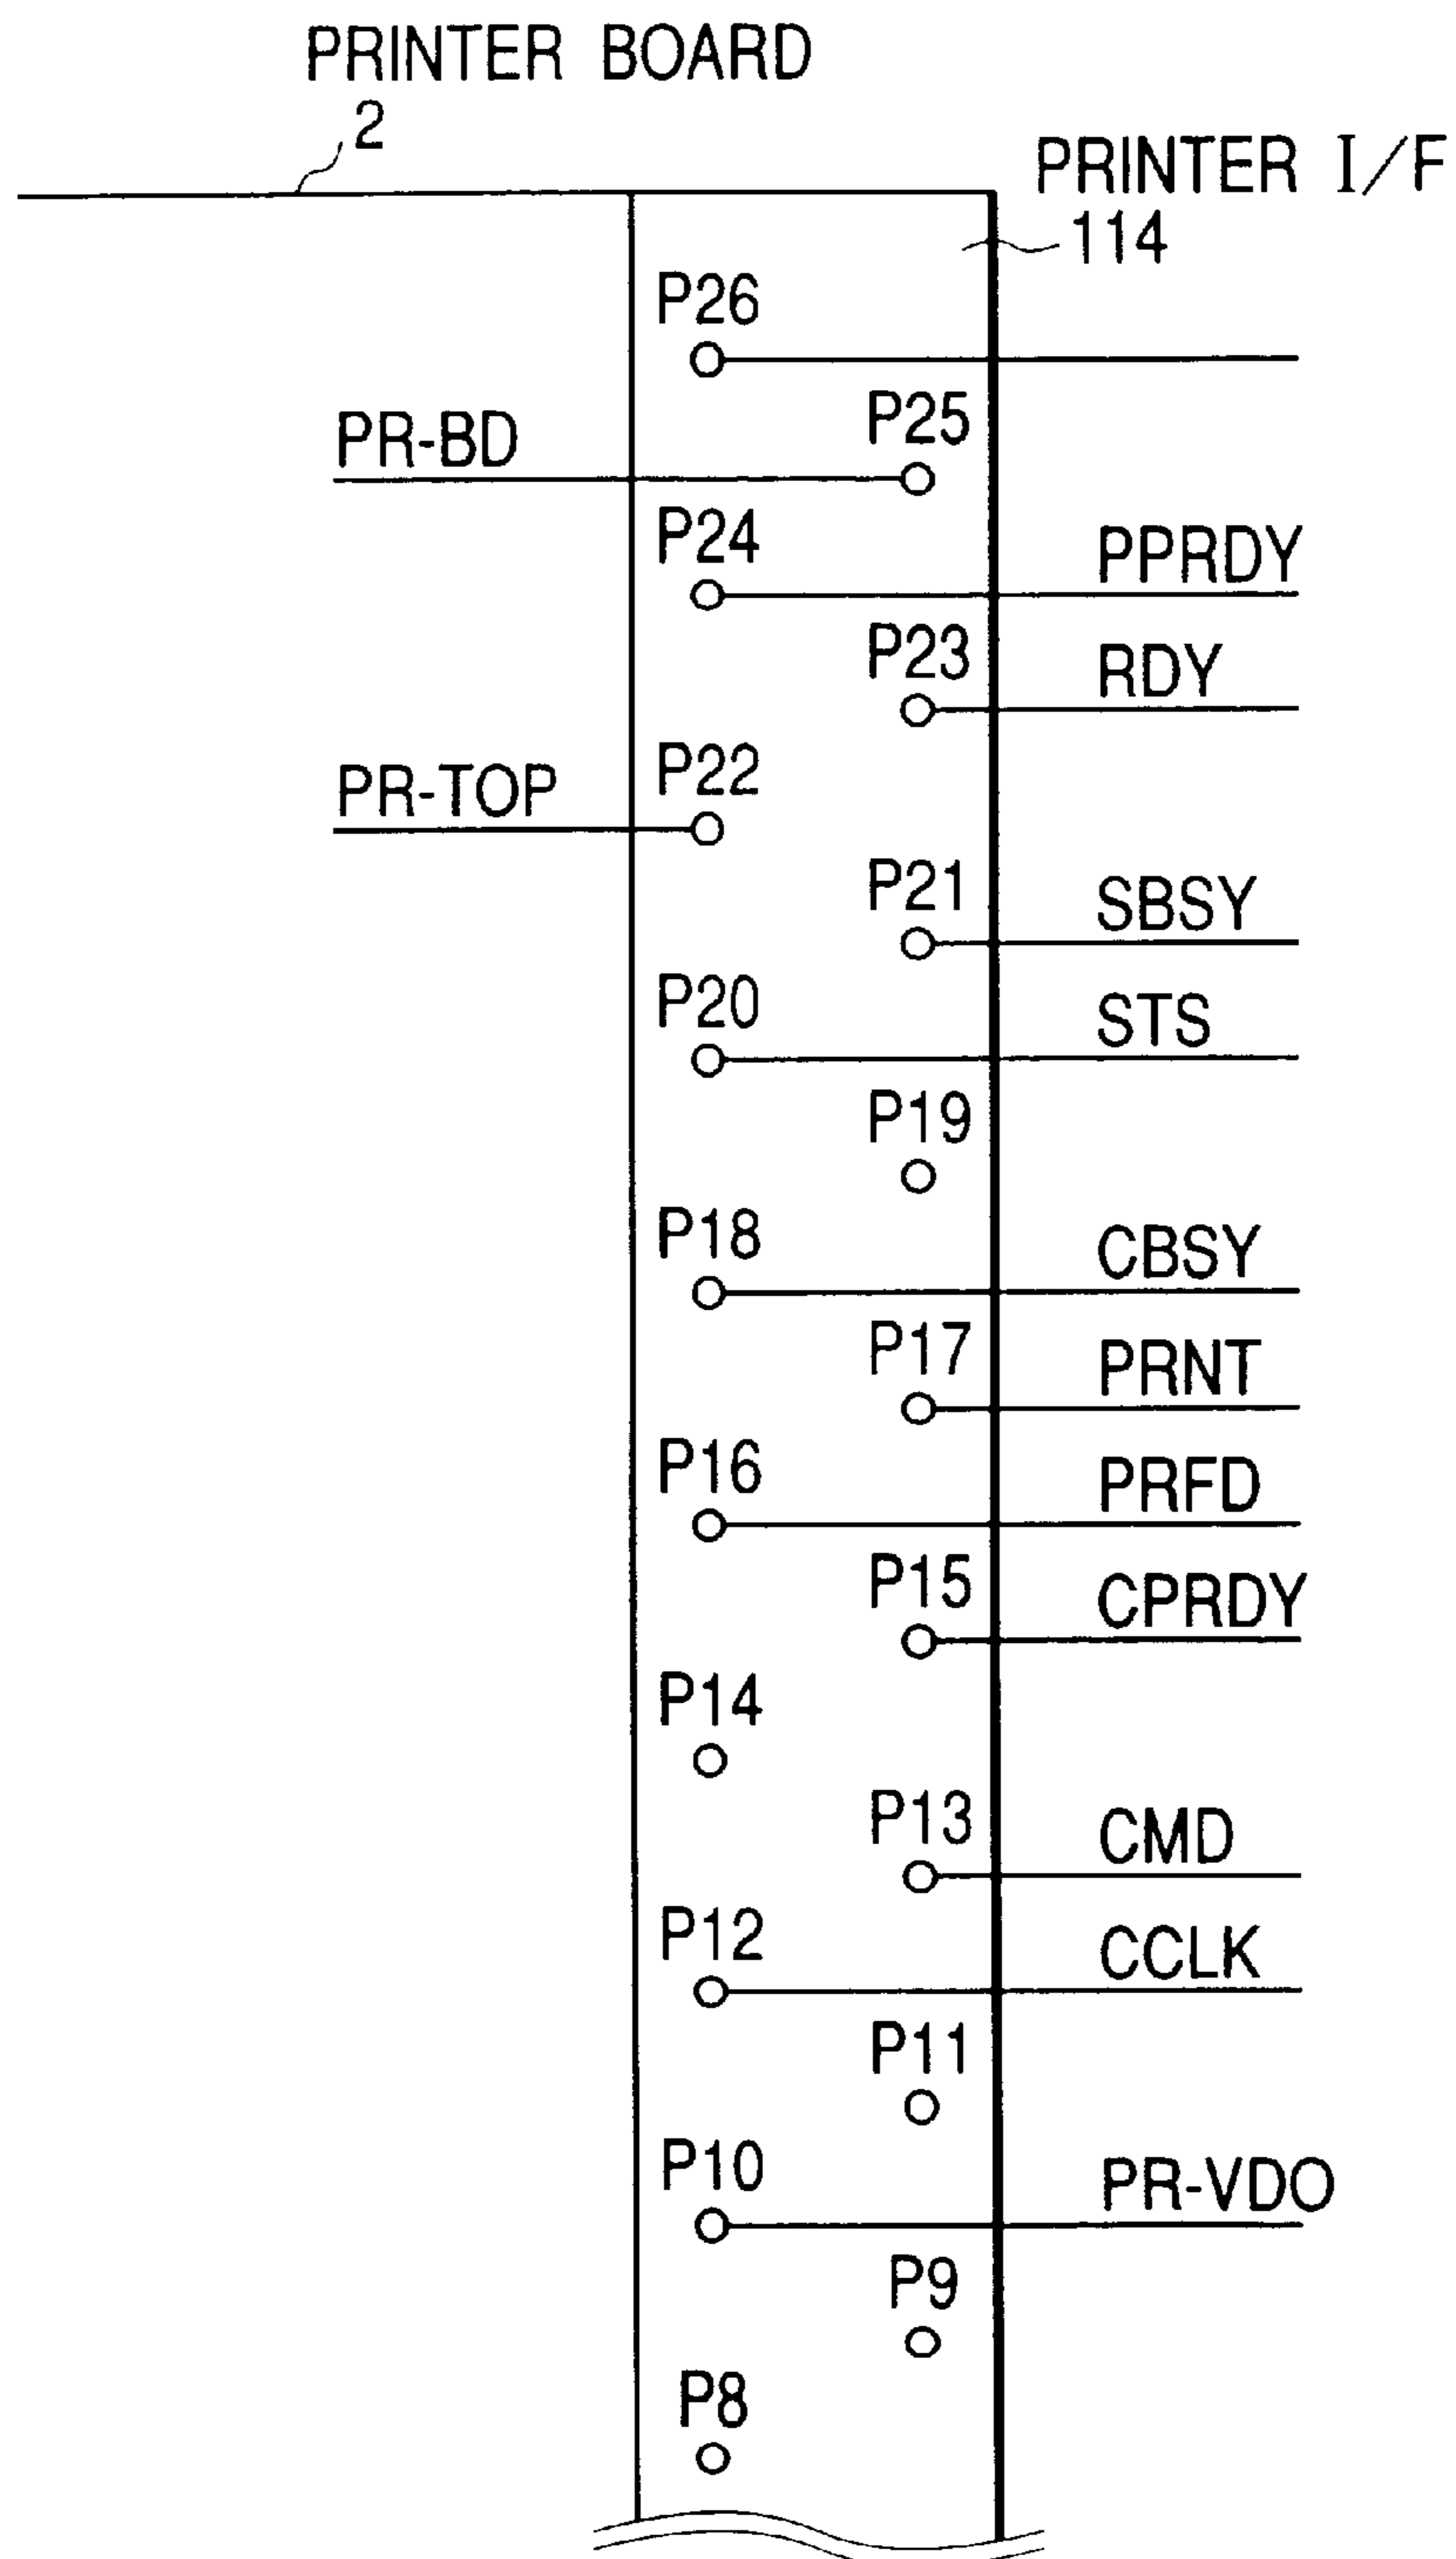 PRINTER BOARD
2
PRINTER I/F
114
P26
P25
PR-BD
P24
PPRDY
P23
RDY
P22
PR-TOP
P21
SBSY
P20
STS
P19
P18
CBSY
P17
PRNT
P16
PRFD
P15
CPRDY
P14
P13
CMD
P12
CCLK
P11
P10
PR-VDO
P9
P8